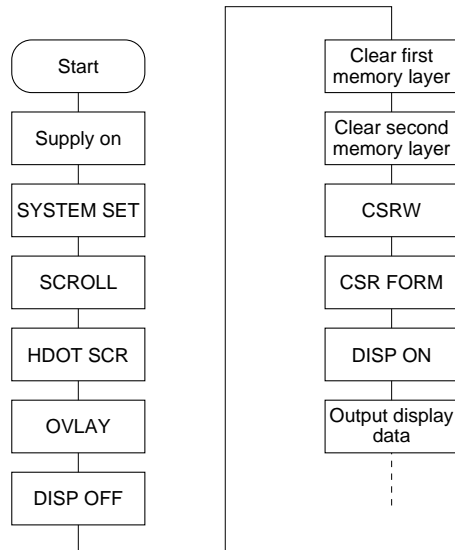 Start
Supply on
SYSTEM SET
SCROLL
HDOT SCR
OVLAY
DISP OFF
Clear first
memory layer
Clear second
memory layer
CSRW
CSR FORM
DISP ON
Output display
data